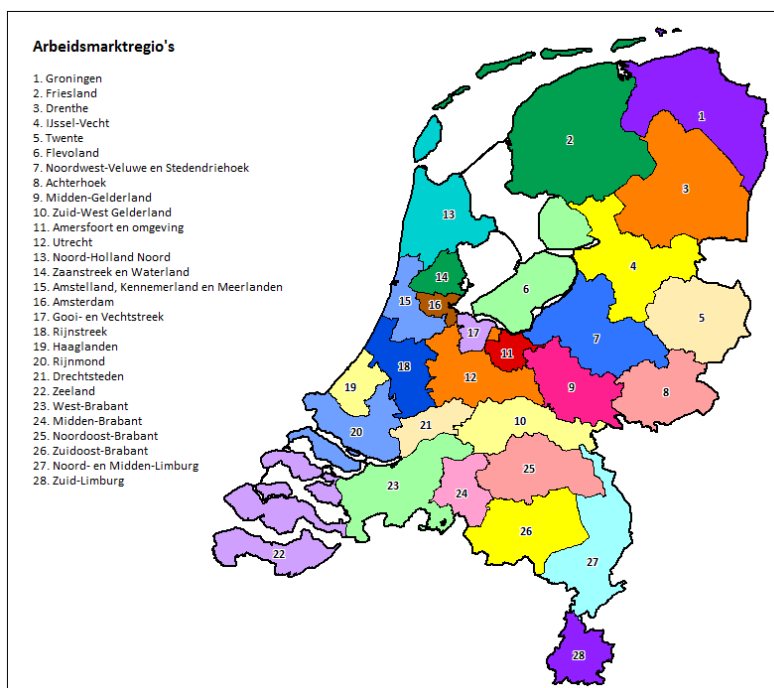 Arbeidsmarktregio's
1. Groningen
2. Friesland
3. Drenthe
4. IJssel-Vecht
5. Twente
6. Flevoland
7. Noordwest-Veluwe en Stedendriehoek
8. Achterhoek
9. Midden-Gelderland
10. Zuid-West Gelderland
11. Amersfoort en omgeving
12. Utrecht
13. Noord-Holland Noord
14. Zaanstreek en Waterland
15. Amstelland, Kennemerland en Meerlanden
16. Amsterdam
17. Gooi- en Vechtstreek
18. Rijnstreek
19. Haaglanden
20. Rijnmond
21. Drechtsteden
22. Zeeland
23. West-Brabant
24. Midden-Brabant
25. Noordoost-Brabant
26. Zuidoost-Brabant
27. Noord- en Midden-Limburg
28. Zuid-Limburg
1
2
3
13
4
14
6
15
16
5
17
7
11
18
12
19
9
8
10
21
20
25
23
24
26
22
27
28